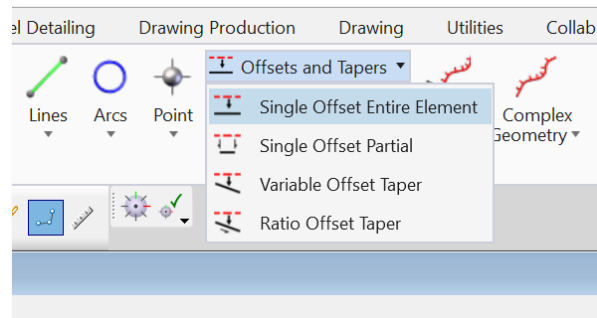 el Detailing Drawing Production Drawing Utilities Collab
Offsets and Tapers
Lines Arcs Point Complex
Geometry
Single Offset Entire Element
Single Offset Partial
Variable Offset Taper
Ratio Offset Taper